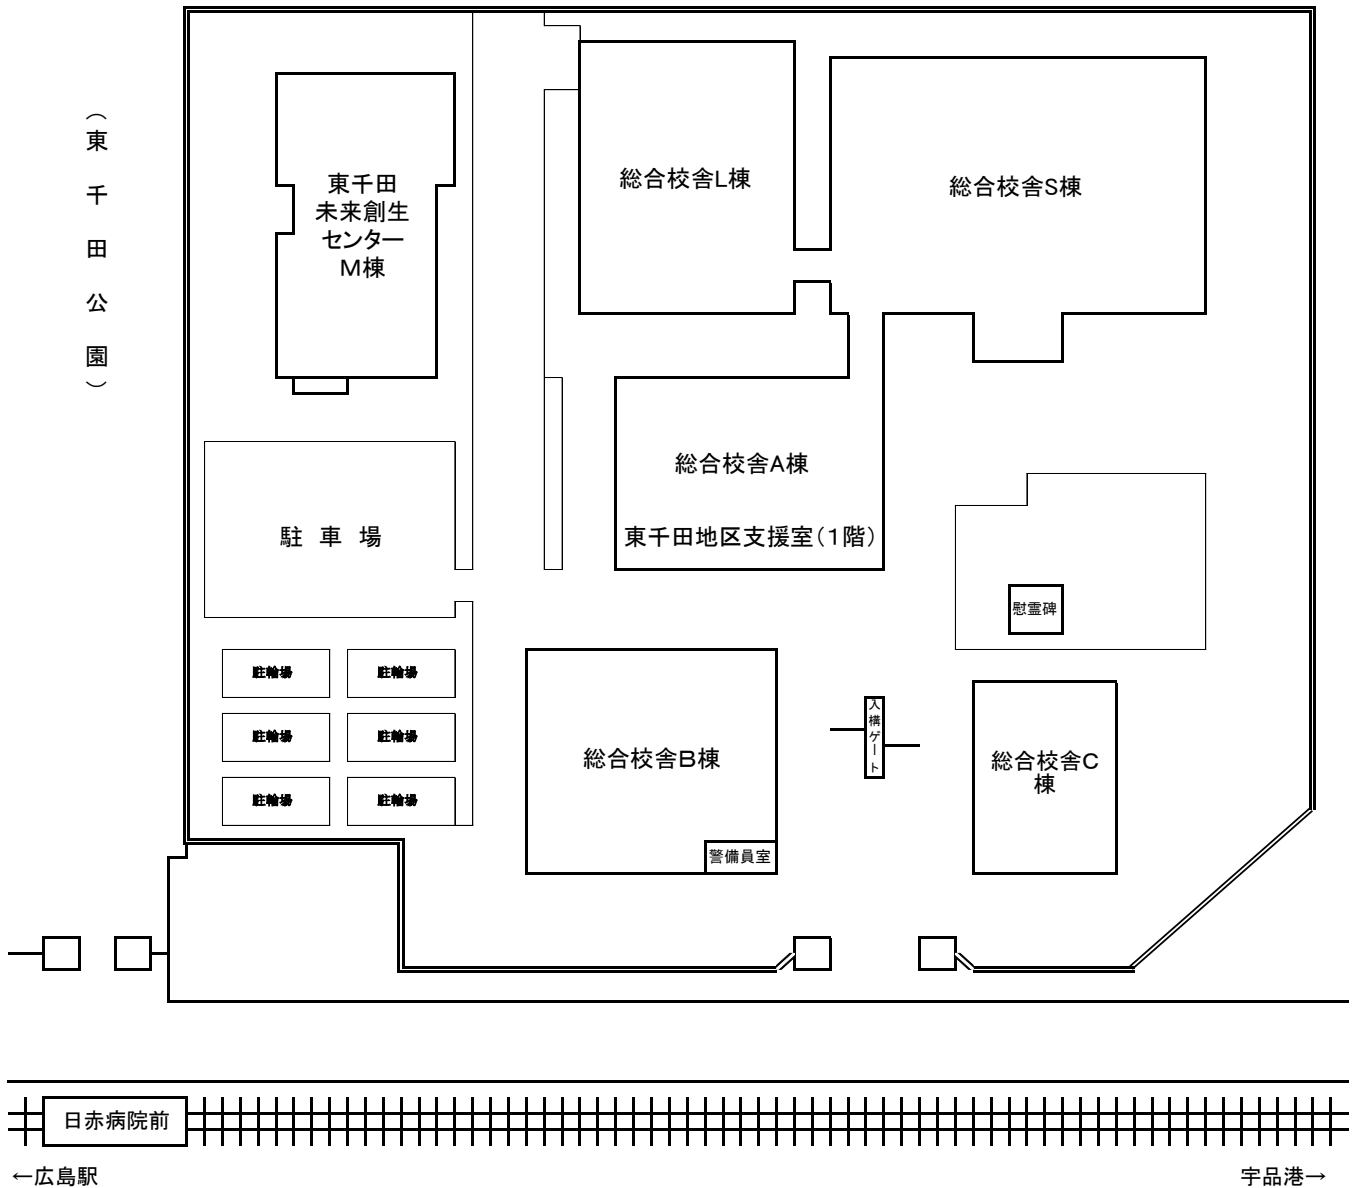 （東千田公園）
東千田
未来創生
センター
M棟
総合校舎L棟
総合校舎S棟
総合校舎A棟
東千田地区支援室（1階）
駐車場
慰霊碑
駐輪場
駐輪場
駐輪場
駐輪場
駐輪場
駐輪場
総合校舎B棟
警備員室
入構ゲート
総合校舎C
棟
日赤病院前
←広島駅
宇品港→